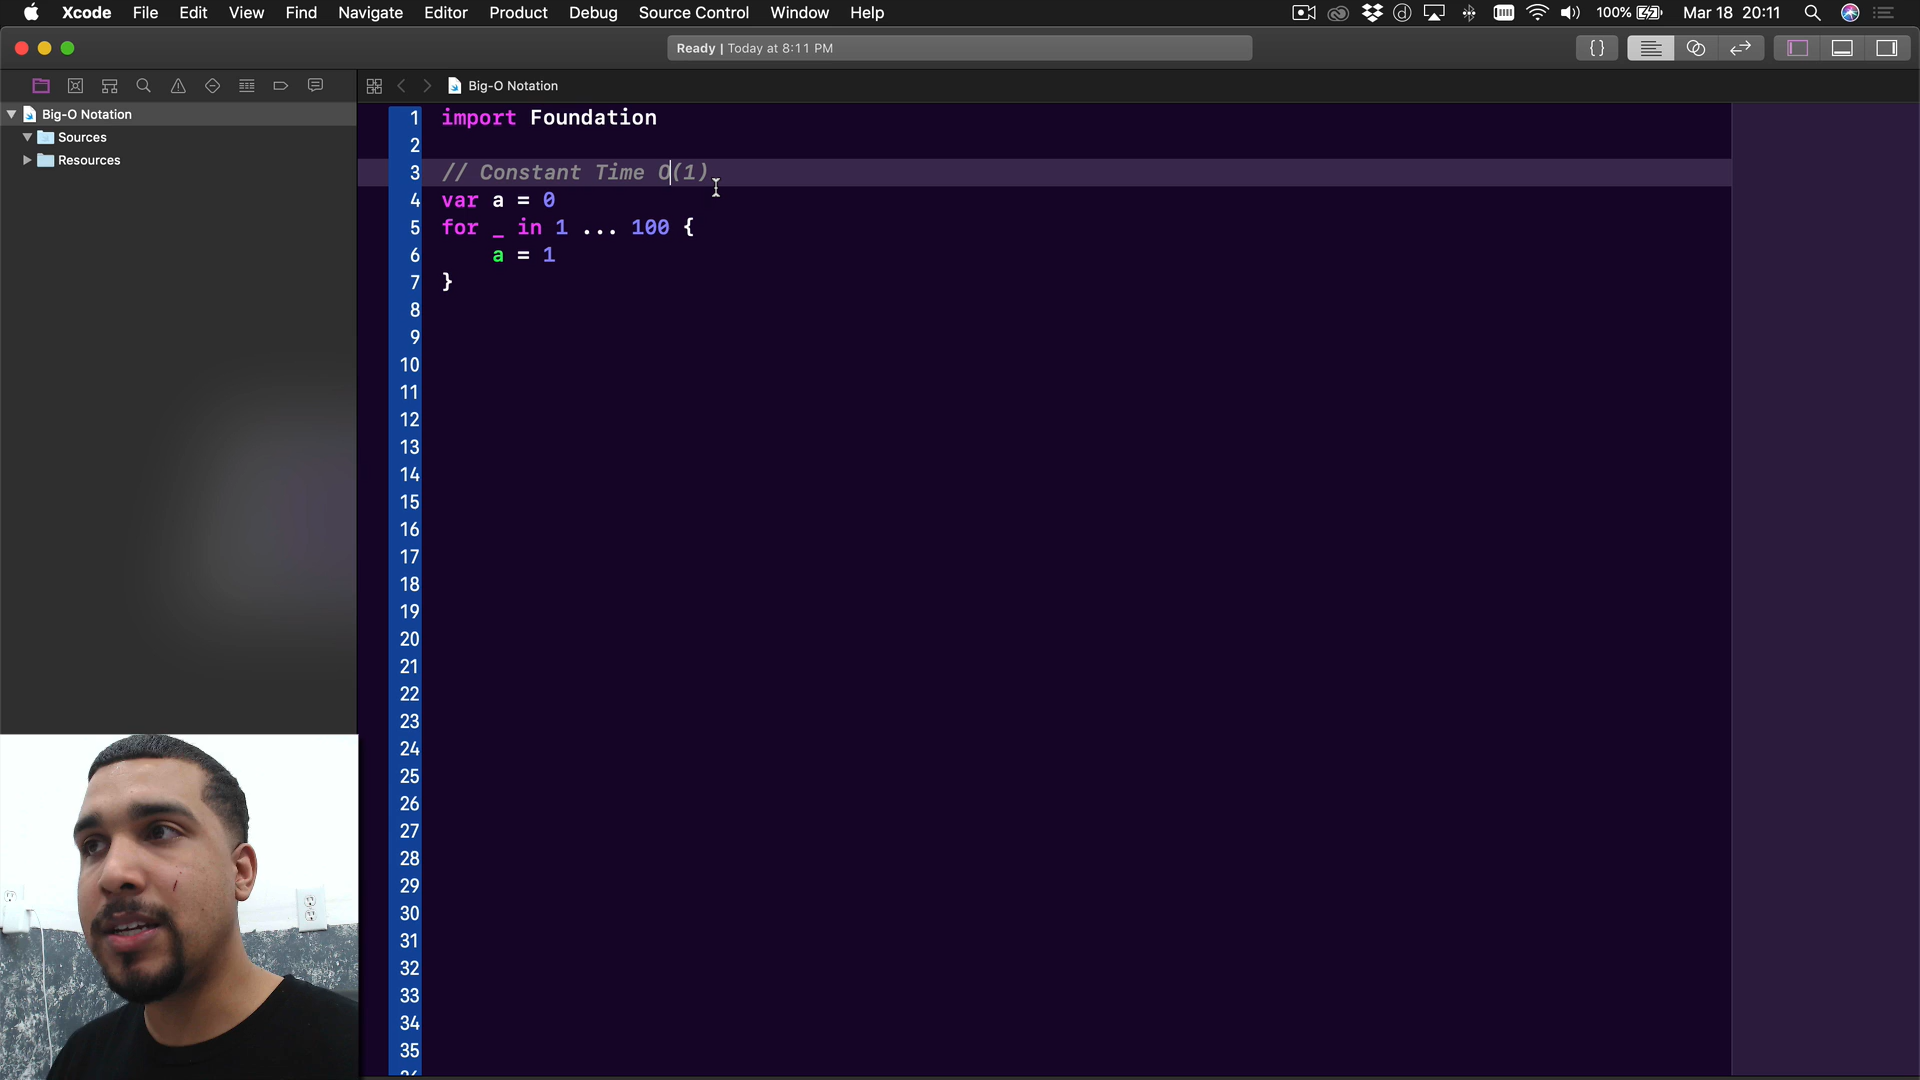 Xcode File Edit View Find Navigate Editor Product Debug Source Control Window Help 100% Mar 18 20:11
Ready | Today at 8:11 PM {}
Big-O Notation
Big-O Notation
Sources
Resources
1 import Foundation
2
3 // Constant Time O(1)
4 var a = 0
5 for _ in 1 ... 100 {
6 a = 1
7 }
8
9
10
11
12
13
14
15
16
17
18
19
20
21
22
23
24
25
26
27
28
29
30
31
32
33
34
35